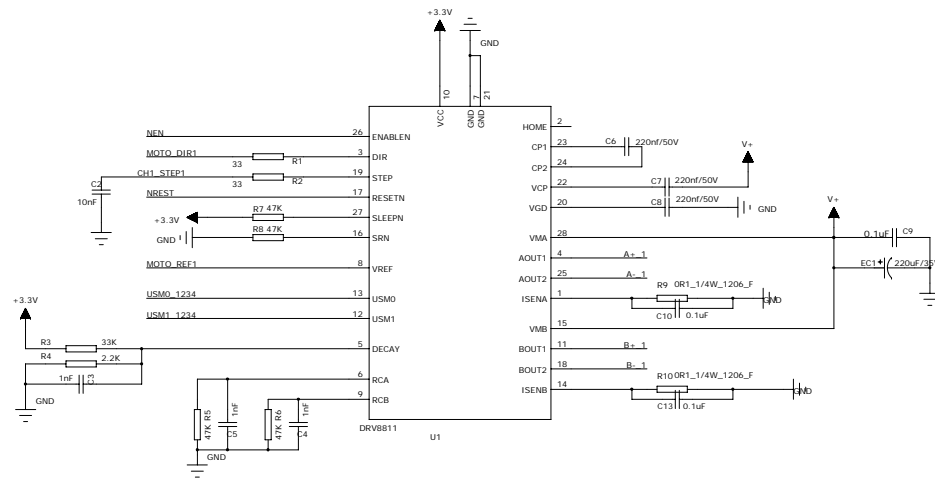 +3.3V
GND
VCC 10
GND 7
GND 21
NEN 26 ENABLEN
MOTO_DIR1 33 R1 3 DIR
CH1_STEP1 33 R2 19 STEP
C2 10nF
NREST 17 RESETN
+3.3V R7 47K 27 SLEEPN
GND R8 47K 16 SRN
MOTO_REF1 8 VREF
USM0_1234 13 USM0
USM1_1234 12 USM1
+3.3V
R3 33K 5 DECAY
R4 2.2K
1nF C3
GND
6 RCA
9 RCB
47K R5 1nF C5
47K R6 1nF C4
GND
DRV8811
U1
HOME 2
CP1 23 C6 220nf/50V
CP2 24
VCP 22 C7 220nf/50V V+
VGD 20 C8 220nf/50V GND
V+
VMA 28 0.1uF C9
AOUT1 4 A+_1
AOUT2 25 A-_1
EC1 + 220uF/35
ISENA 1 R9 0R1_1/4W_1206_F GND
C10 0.1uF
VMB 15
BOUT1 11 B+_1
BOUT2 18 B-_1
ISENB 14 R10 0R1_1/4W_1206_F GND
C13 0.1uF